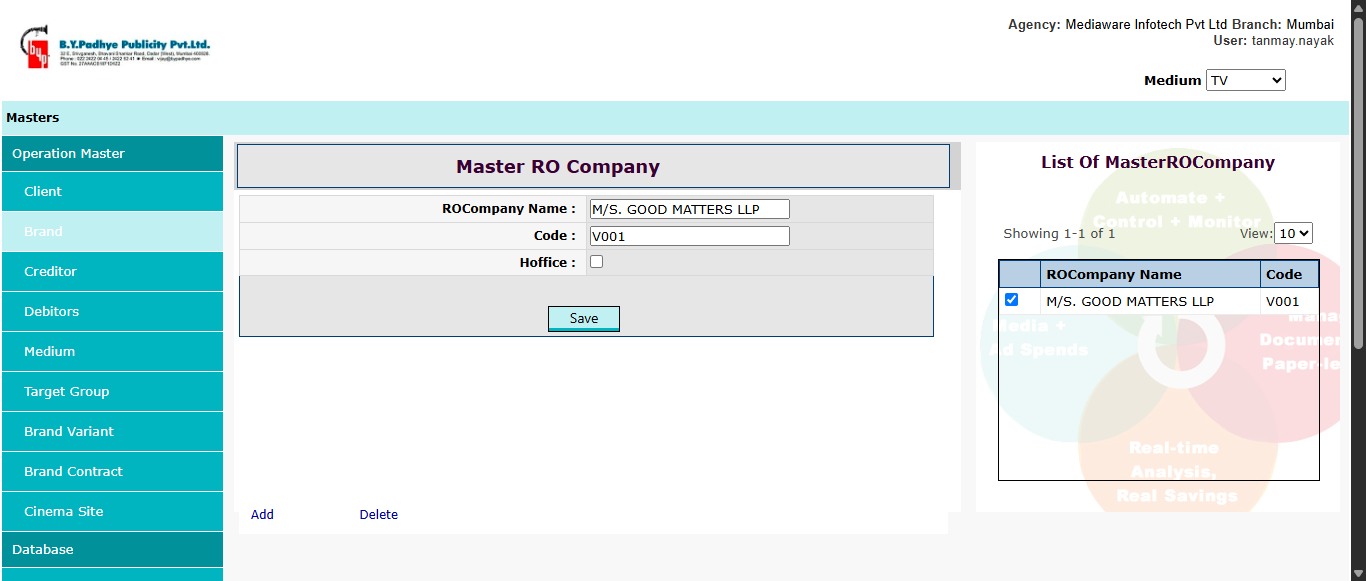 B.Y.Padhye Publicity Pvt.Ltd.
Agency: Mediaware Infotech Pvt Ltd Branch: Mumbai
User: tanmay.nayak
Medium TV
Masters
Operation Master
Client
Brand
Creditor
Debitors
Medium
Target Group
Brand Variant
Brand Contract
Cinema Site
Database
Master RO Company
ROCompany Name : M/S. GOOD MATTERS LLP
Code : V001
Hoffice :
Save
Add Delete
List Of MasterROCompany
Automate +
Control + Monitor
Showing 1-1 of 1 View: 10
ROCompany Name Code
M/S. GOOD MATTERS LLP V001
Media +
Ad Spends
Mana
Documen
Paper-le
Real-time
Analysis,
Real Savings